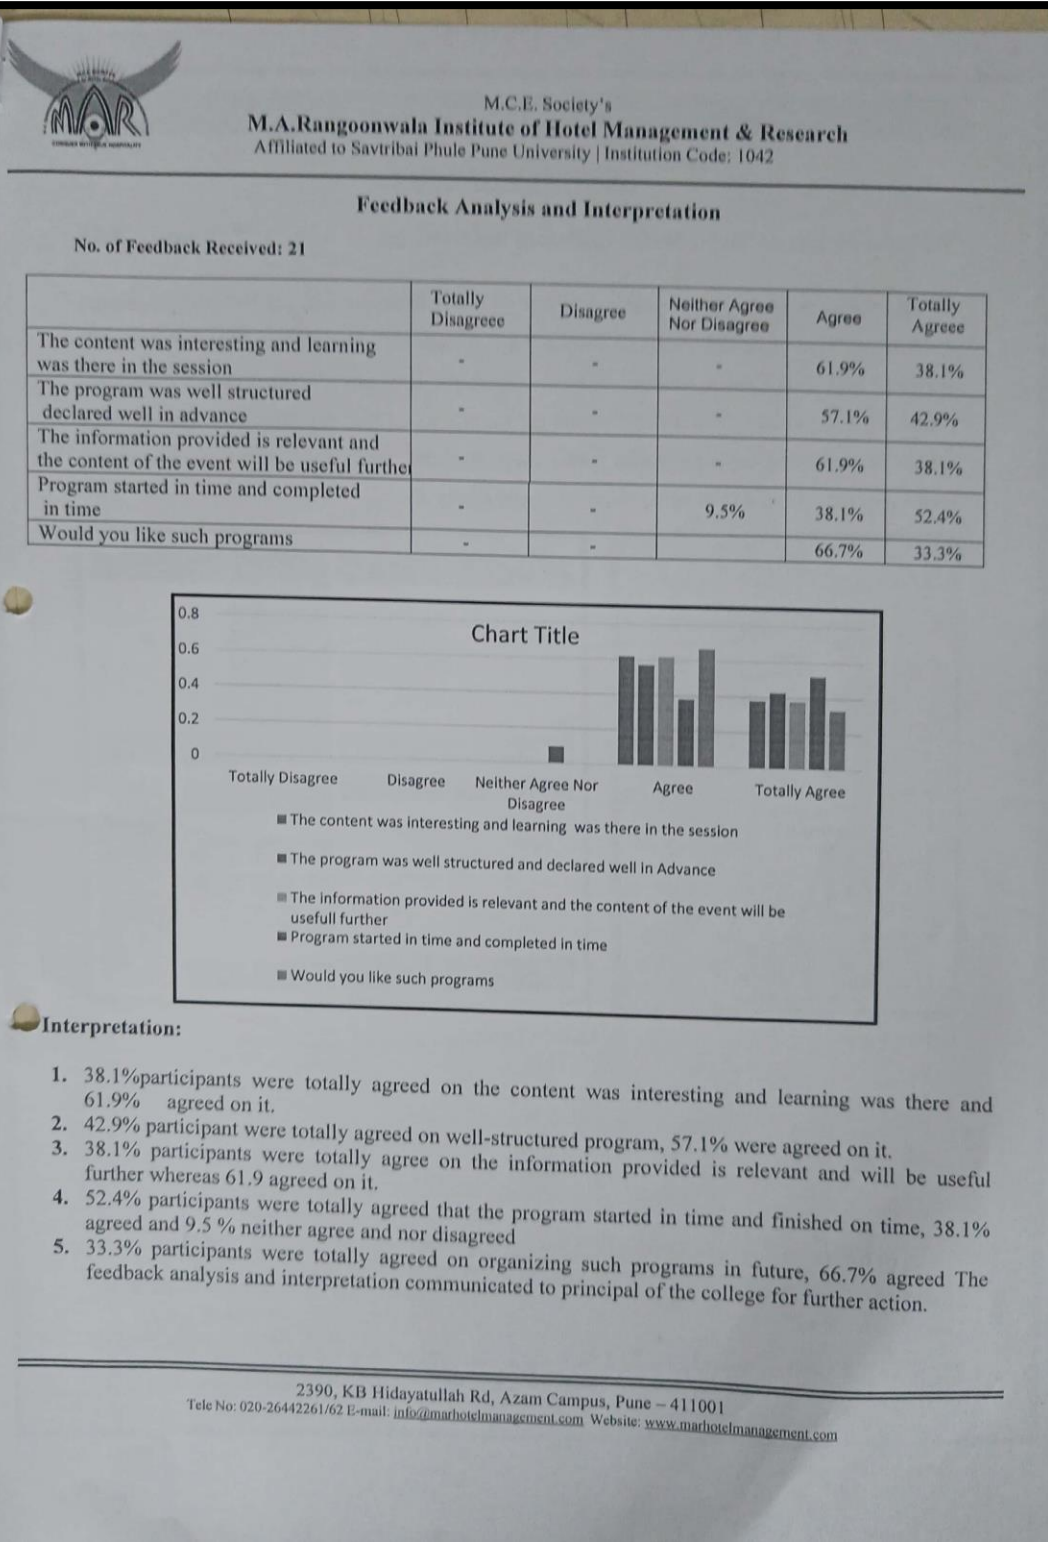 MAR
M.C.E. Society's
M.A.Rangoonwala Institute of Hotel Management & Research
Affiliated to Savtribai Phule Pune University | Institution Code: 1042
Feedback Analysis and Interpretation
No. of Feedback Received: 21
Totally Disagreee Disagree Neither Agree Nor Disagree Agree Totally Agreee
The content was interesting and learning
was there in the session - - - 61.9% 38.1%
The program was well structured
declared well in advance - - - 57.1% 42.9%
The information provided is relevant and
the content of the event will be useful further - - - 61.9% 38.1%
Program started in time and completed
in time - - 9.5% 38.1% 52.4%
Would you like such programs - - 66.7% 33.3%
Chart Title
0.8
0.6
0.4
0.2
0
Totally Disagree Disagree Neither Agree Nor Disagree Agree Totally Agree
The content was interesting and learning was there in the session
The program was well structured and declared well in Advance
The information provided is relevant and the content of the event will be
usefull further
Program started in time and completed in time
Would you like such programs
Interpretation:
1. 38.1%participants were totally agreed on the content was interesting and learning was there and
61.9% agreed on it.
2. 42.9% participant were totally agreed on well-structured program, 57.1% were agreed on it.
3. 38.1% participants were totally agree on the information provided is relevant and will be useful
further whereas 61.9 agreed on it.
4. 52.4% participants were totally agreed that the program started in time and finished on time, 38.1%
agreed and 9.5 % neither agree and nor disagreed
5. 33.3% participants were totally agreed on organizing such programs in future, 66.7% agreed The
feedback analysis and interpretation communicated to principal of the college for further action.
2390, KB Hidayatullah Rd, Azam Campus, Pune – 411001
Tele No: 020-26442261/62 E-mail: info@marhotelmanagement.com Website: www.marhotelmanagement.com